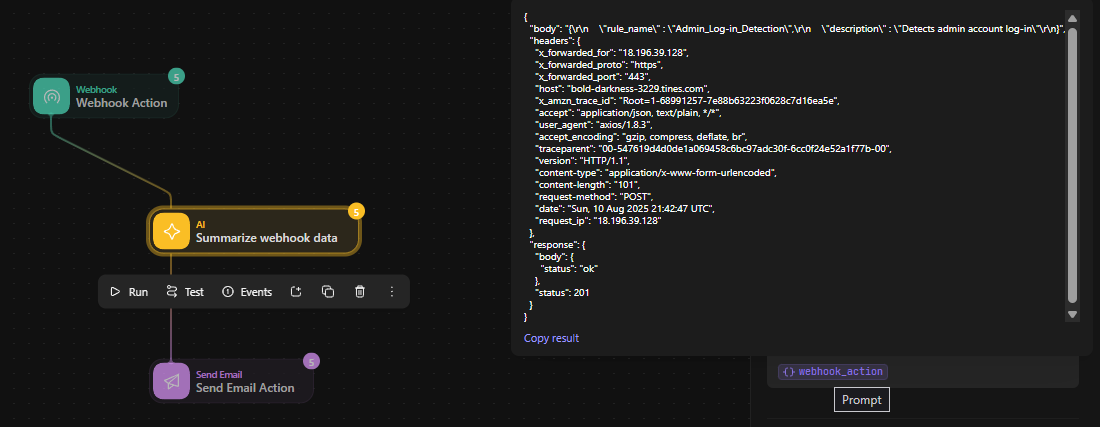 Webhook
Webhook Action
5
AI
Summarize webhook data
5
Run
Test
Events
Send Email
Send Email Action
5
{
"body": "{\r\n    \"rule_name\" : \"Admin_Log-in_Detection\",\r\n    \"description\" : \"Detects admin account log-in\"\r\n}",
"headers": {
"x_forwarded_for": "18.196.39.128",
"x_forwarded_proto": "https",
"x_forwarded_port": "443",
"host": "bold-darkness-3229.tines.com",
"x_amzn_trace_id": "Root=1-68991257-7e88b63223f0628c7d16ea5e",
"accept": "application/json, text/plain, */*",
"user_agent": "axios/1.8.3",
"accept_encoding": "gzip, compress, deflate, br",
"traceparent": "00-547619d4d0de1a069458c6bc97adc30f-6cc0f24e52a1f77b-00",
"version": "HTTP/1.1",
"content-type": "application/x-www-form-urlencoded",
"content-length": "101",
"request-method": "POST",
"date": "Sun, 10 Aug 2025 21:42:47 UTC",
"request_ip": "18.196.39.128"
},
"response": {
"body": {
"status": "ok"
},
"status": 201
}
}
Copy result
{} webhook_action
Prompt